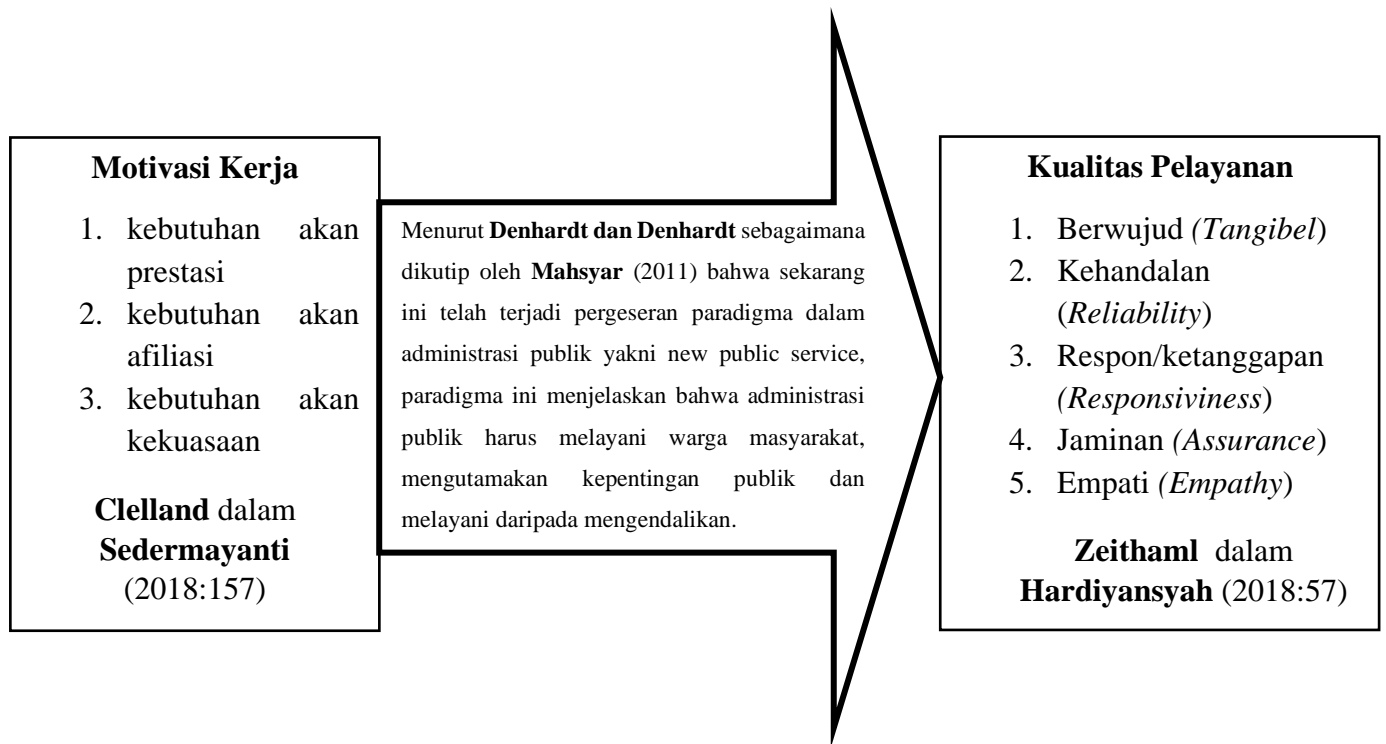 Motivasi Kerja
1. kebutuhan akan
prestasi
2. kebutuhan akan
afiliasi
3. kebutuhan akan
kekuasaan
Clelland dalam
Sedermayanti
(2018:157)
Menurut Denhardt dan Denhardt sebagaimana
dikutip oleh Mahsyar (2011) bahwa sekarang
ini telah terjadi pergeseran paradigma dalam
administrasi publik yakni new public service,
paradigma ini menjelaskan bahwa administrasi
publik harus melayani warga masyarakat,
mengutamakan kepentingan publik dan
melayani daripada mengendalikan.
Kualitas Pelayanan
1. Berwujud (Tangibel)
2. Kehandalan
(Reliability)
3. Respon/ketanggapan
(Responsiviness)
4. Jaminan (Assurance)
5. Empati (Empathy)
Zeithaml dalam
Hardiyansyah (2018:57)